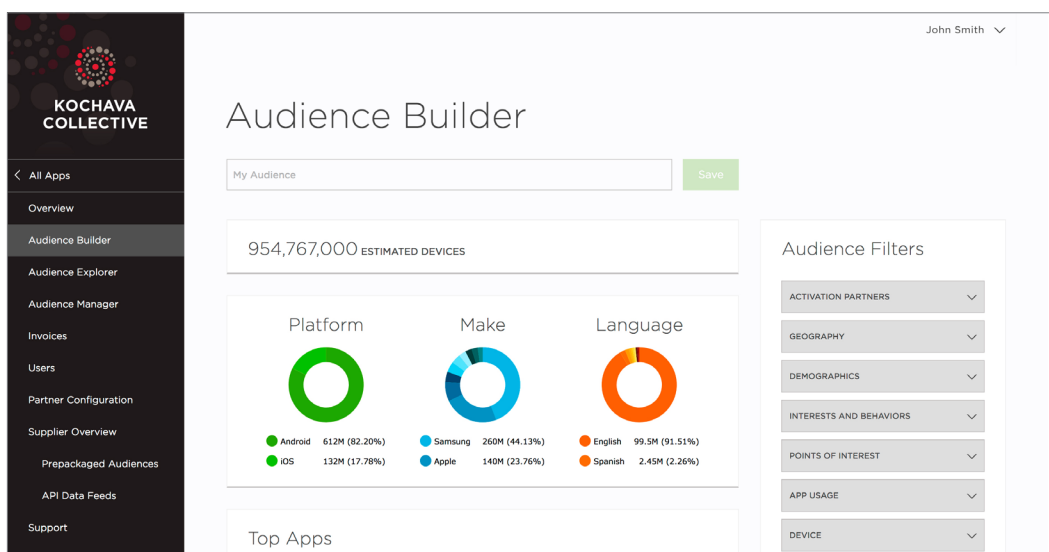 John Smith
KOCHAVA
COLLECTIVE
All Apps
Overview
Audience Builder
Audience Explorer
Audience Manager
Invoices
Users
Partner Configuration
Supplier Overview
Prepackaged Audiences
API Data Feeds
Support
Audience Builder
My Audience
Save
954,767,000 ESTIMATED DEVICES
Platform
Android 612M (82.20%)
iOS 132M (17.78%)
Make
Samsung 260M (44.13%)
Apple 140M (23.76%)
Language
English 99.5M (91.51%)
Spanish 2.45M (2.26%)
Top Apps
Audience Filters
ACTIVATION PARTNERS
GEOGRAPHY
DEMOGRAPHICS
INTERESTS AND BEHAVIORS
POINTS OF INTEREST
APP USAGE
DEVICE